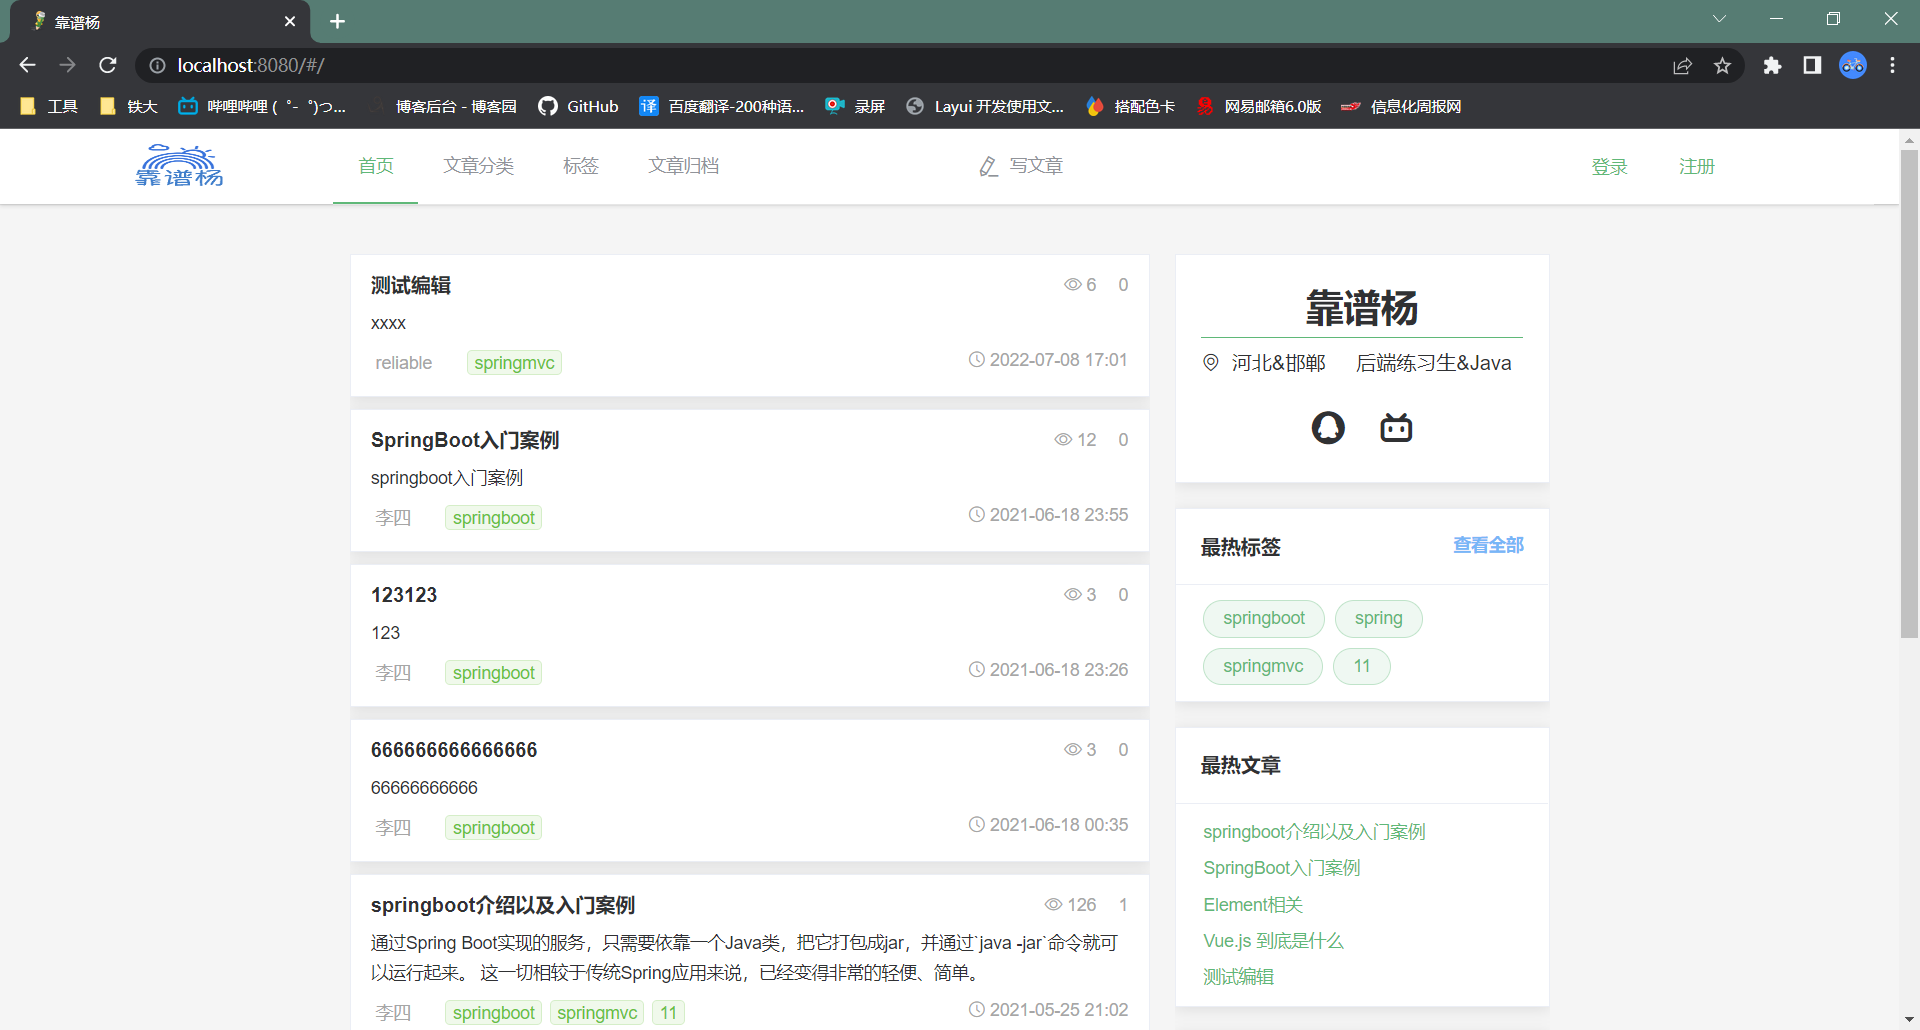 靠谱杨
localhost:8080/#/
工具 铁大 哔哩哔哩 ( ゜- ゜)つ... 博客后台 - 博客园 GitHub 译 百度翻译-200种语... 录屏 Layui 开发使用文... 搭配色卡 网易邮箱6.0版 信息化周报网
靠谱杨 首页 文章分类 标签 文章归档 写文章 登录 注册
测试编辑 6 0
xxxx
reliable springmvc 2022-07-08 17:01
SpringBoot入门案例 12 0
springboot入门案例
李四 springboot 2021-06-18 23:55
123123 3 0
123
李四 springboot 2021-06-18 23:26
666666666666666 3 0
66666666666
李四 springboot 2021-06-18 00:35
springboot介绍以及入门案例 126 1
通过Spring Boot实现的服务，只需要依靠一个Java类，把它打包成jar，并通过`java -jar`命令就可
以运行起来。 这一切相较于传统Spring应用来说，已经变得非常的轻便、简单。
李四 springboot springmvc 11 2021-05-25 21:02
靠谱杨
河北&邯郸 后端练习生&Java
最热标签 查看全部
springboot spring
springmvc 11
最热文章
springboot介绍以及入门案例
SpringBoot入门案例
Element相关
Vue.js 到底是什么
测试编辑